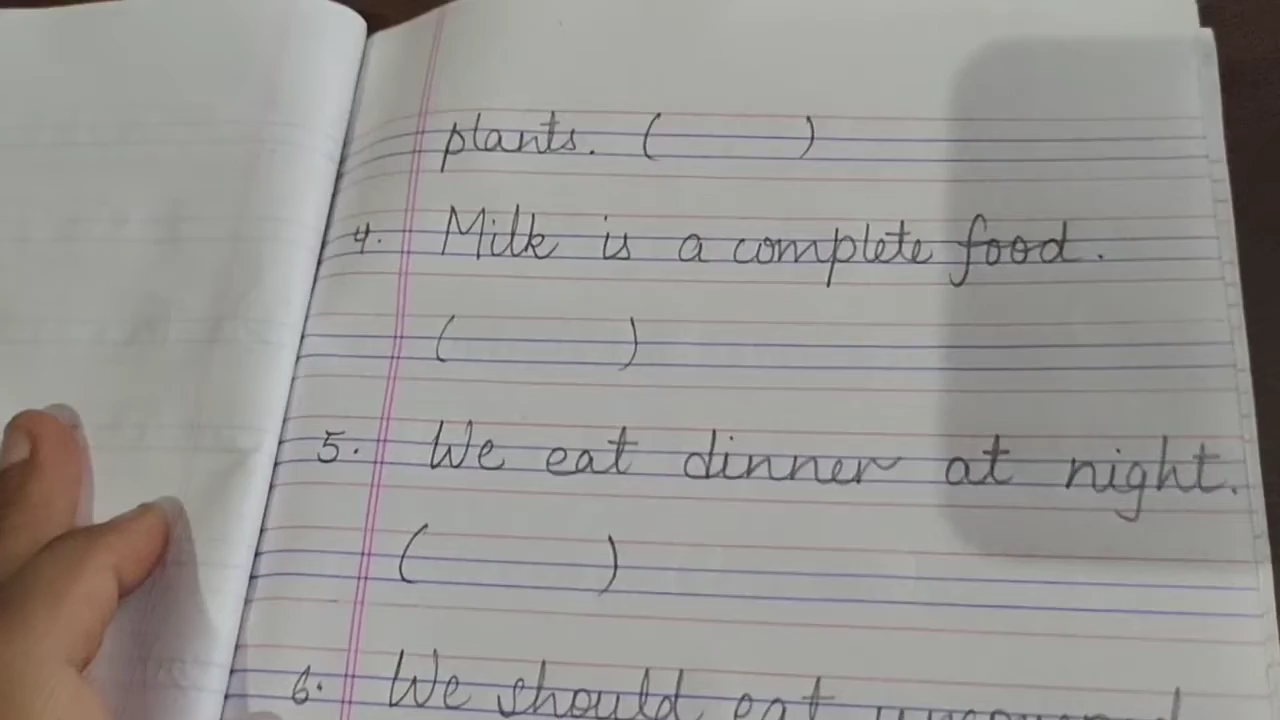 plants. (        )
4. Milk is a complete food.
(        )
5. We eat dinner at night.
(        )
6. We should eat